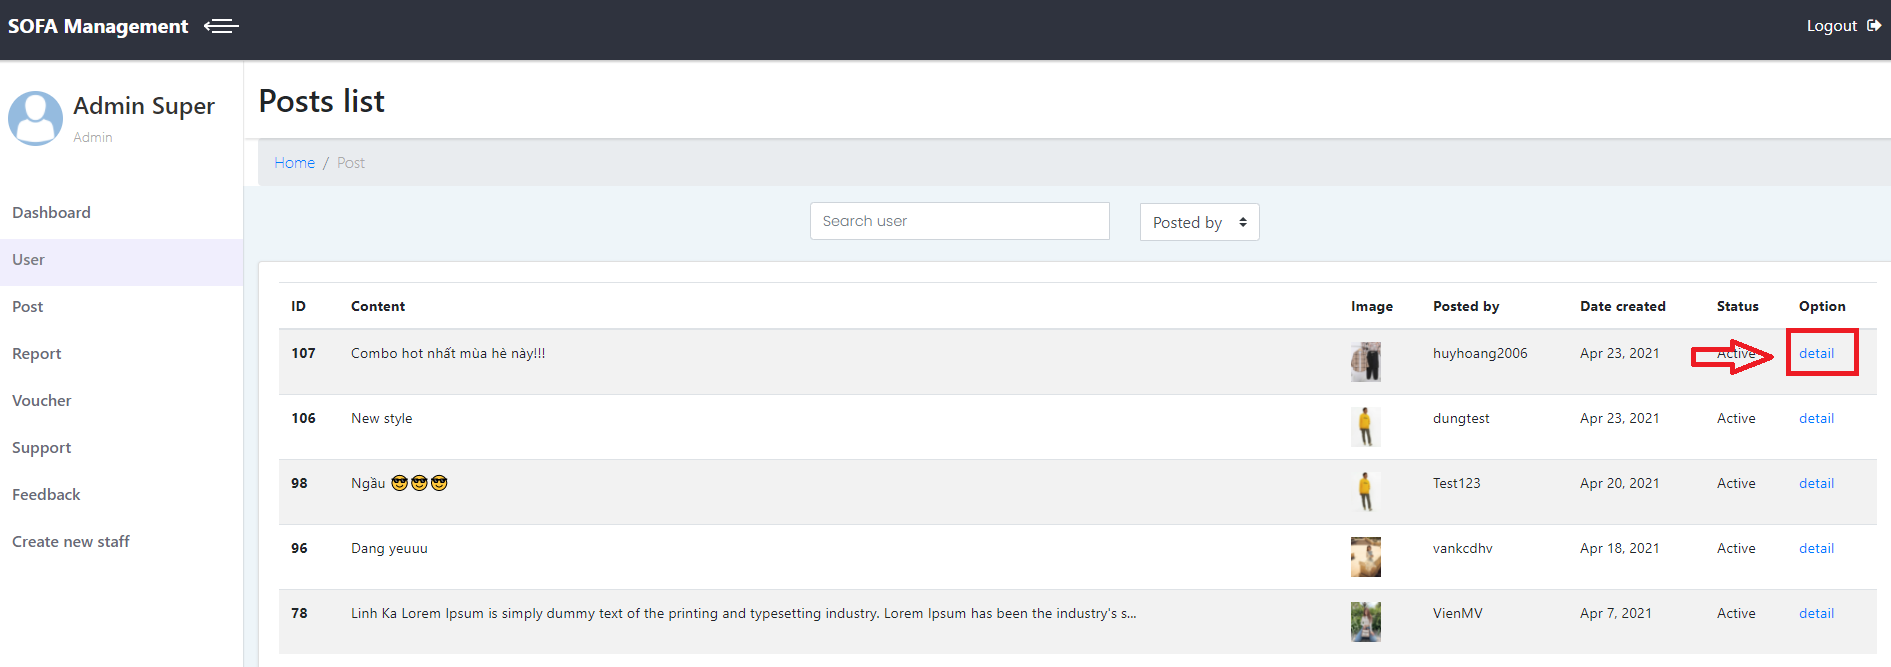 SOFA Management
Logout
Admin Super
Admin
Posts list
Home / Post
Dashboard
User
Post
Report
Voucher
Support
Feedback
Create new staff
Search user
Posted by
ID Content Image Posted by Date created Status Option
107 Combo hot nhất mùa hè này!!! huyhoang2006 Apr 23, 2021 Active detail
106 New style dungtest Apr 23, 2021 Active detail
98 Ngầu 😎😎😎 Test123 Apr 20, 2021 Active detail
96 Dang yeuuu vankcdhv Apr 18, 2021 Active detail
78 Linh Ka Lorem Ipsum is simply dummy text of the printing and typesetting industry. Lorem Ipsum has been the industry's s... VienMV Apr 7, 2021 Active detail